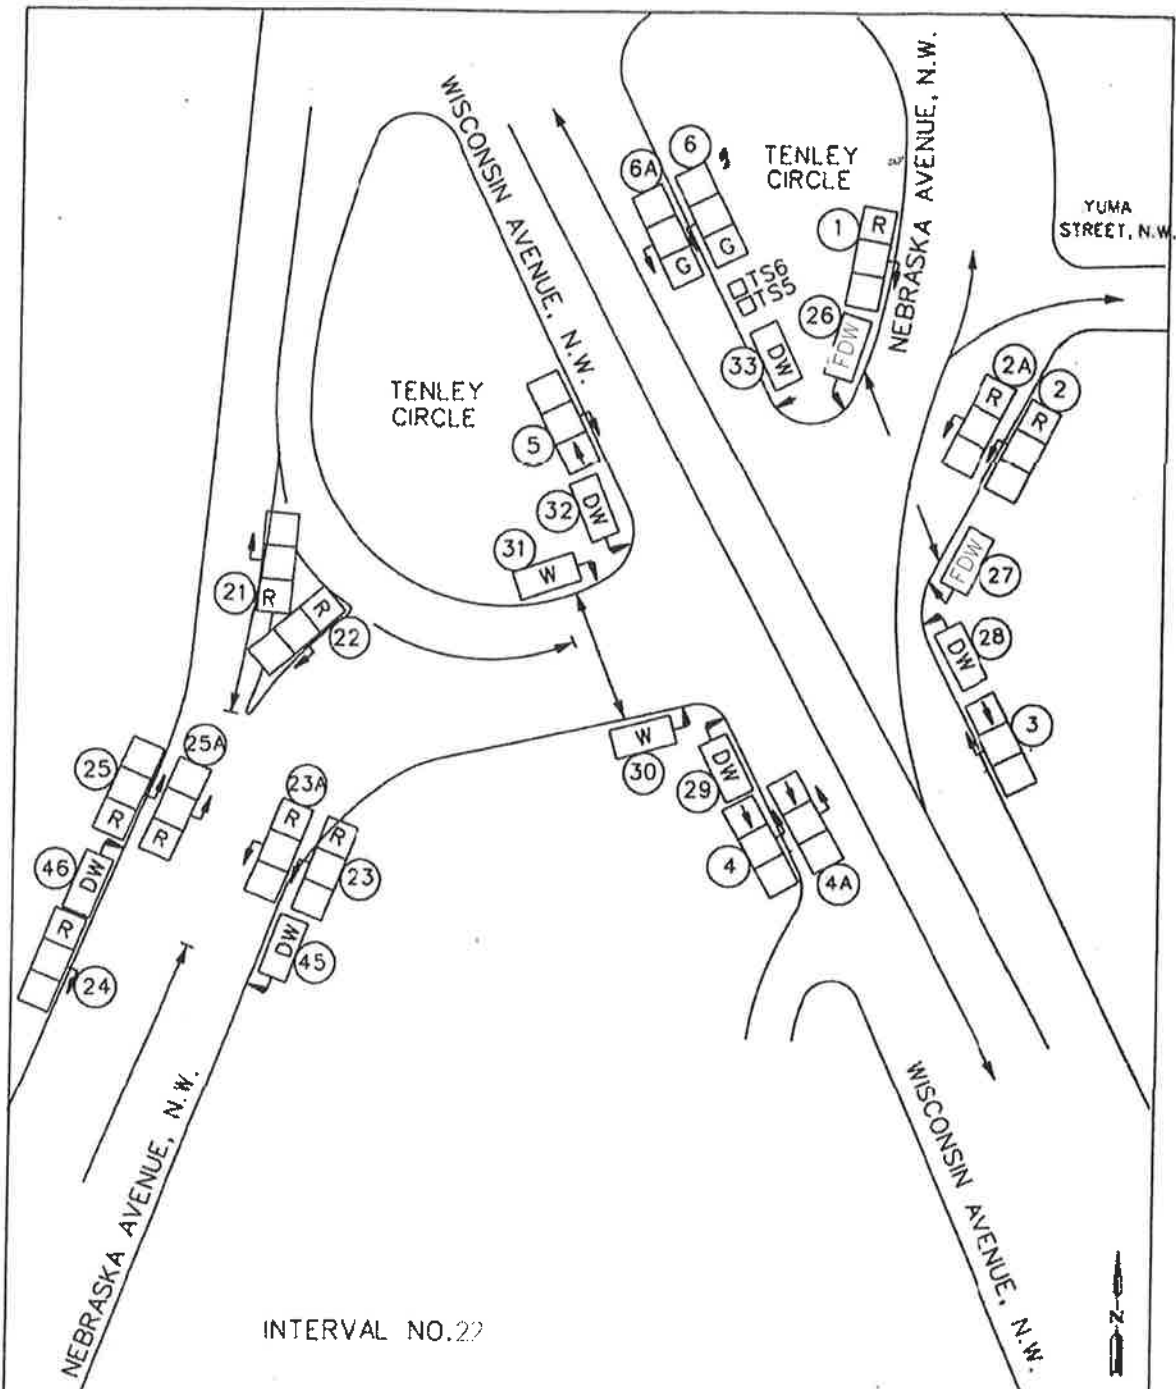 WISCONSIN AVENUE, N.W.
NEBRASKA AVENUE, N.W.
6
6A
TENLEY
CIRCLE
YUMA
STREET, N.W.
1
R
G
G
TS6
TS5
26
FDW
33
DW
2A
2
R
R
TENLEY
CIRCLE
5
32
DW
31
W
27
FDW
28
DW
3
21
R
22
R
25
25A
R
R
23A
R
R
23
30
W
29
DW
4
4A
46
DW
R
24
DW
45
NEBRASKA AVENUE, N.W.
WISCONSIN AVENUE, N.W.
INTERVAL NO.22
N